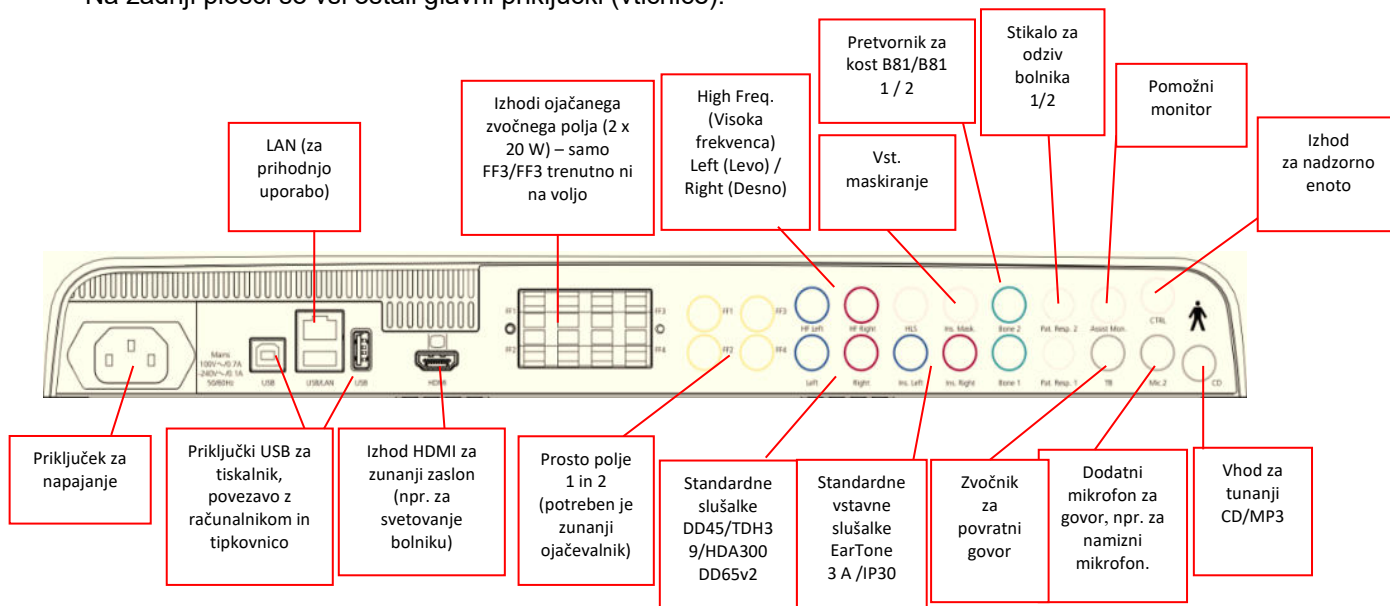 Na zadnji plošči so vsi ostali glavni priključki (vtičnice):
Pretvornik za
kost B81/B81
1 / 2
Stikalo za
odziv
bolnika
1/2
Pomožni
monitor
High Freq.
(Visoka
frekvenca)
Left (Levo) /
Right (Desno)
Izhodi ojačanega
zvočnega polja (2 x
20 W) – samo
FF3/FF3 trenutno ni
na voljo
LAN (za
prihodnjo
uporabo)
Vst.
maskiranje
Izhod
za nadzorno
enoto
FF1
FF3
FF2
FF4
FF1
FF3
FF2
FF4
HF Left
HF Right
HLS
Ins. Mask.
Bone 2
Pat. Resp. 2
Assist Mon.
CTRL
Mains
100V~/0.7A
-240V~/0.1A
50/60Hz
USB
USB/LAN
USB
HDMI
Left
Right
Ins. Left
Ins. Right
Bone 1
Pat. Resp. 1
TB
Mic.2
CD
Priključek za
napajanje
Priključki USB za
tiskalnik,
povezavo z
računalnikom in
tipkovnico
Izhod HDMI za
zunanji zaslon
(npr. za
svetovanje
bolniku)
Prosto polje
1 in 2
(potreben je
zunanji
ojačevalnik)
Standardne
slušalke
DD45/TDH3
9/HDA300
DD65v2
Standardne
vstavne
slušalke
EarTone
3 A /IP30
Zvočnik
za
povratni
govor
Dodatni
mikrofon za
govor, npr. za
namizni
mikrofon.
Vhod za
tunanji
CD/MP3